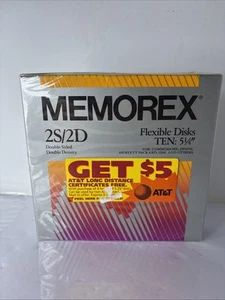 MEMOREX®
2S/2D
Double Sided
Double Density
Flexible Disks
TEN: 5¼"
GET $5
AT&T LONG DISTANCE
CERTIFICATES FREE.
AT&T